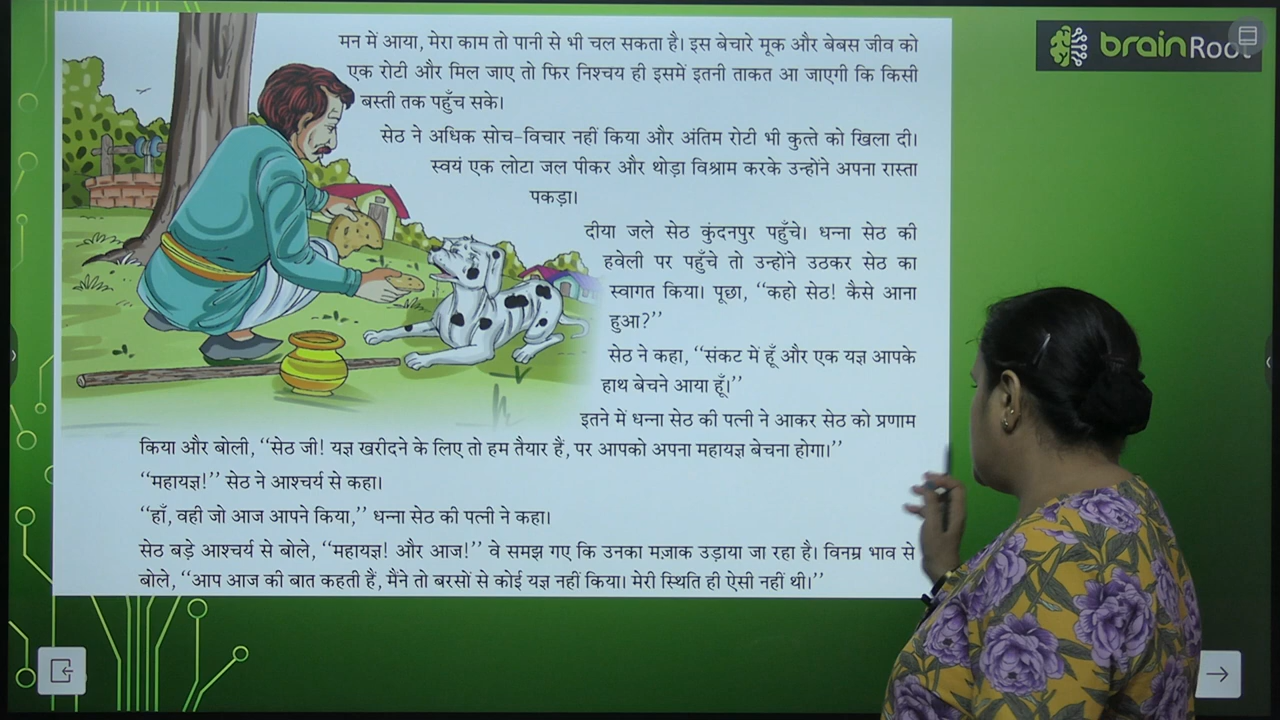 brainRoot
मन में आया, मेरा काम तो पानी से भी चल सकता है। इस बेचारे मूक और बेबस जीव को
एक रोटी और मिल जाए तो फिर निश्चय ही इसमें इतनी ताकत आ जाएगी कि किसी
बस्ती तक पहुँच सके।
सेठ ने अधिक सोच-विचार नहीं किया और अंतिम रोटी भी कुत्ते को खिला दी।
स्वयं एक लोटा जल पीकर और थोड़ा विश्राम करके उन्होंने अपना रास्ता
पकड़ा।
दीया जले सेठ कुंदनपुर पहुँचे। धन्ना सेठ की
हवेली पर पहुँचे तो उन्होंने उठकर सेठ का
स्वागत किया। पूछा, ‘‘कहो सेठ! कैसे आना
हुआ?’’
सेठ ने कहा, ‘‘संकट में हूँ और एक यज्ञ आपके
हाथ बेचने आया हूँ।’’
इतने में धन्ना सेठ की पत्नी ने आकर सेठ को प्रणाम
किया और बोली, ‘‘सेठ जी! यज्ञ खरीदने के लिए तो हम तैयार हैं, पर आपको अपना महायज्ञ बेचना होगा।’’
‘‘महायज्ञ!’’ सेठ ने आश्चर्य से कहा।
‘‘हाँ, वही जो आज आपने किया,’’ धन्ना सेठ की पत्नी ने कहा।
सेठ बड़े आश्चर्य से बोले, ‘‘महायज्ञ! और आज!’’ वे समझ गए कि उनका मज़ाक उड़ाया जा रहा है। विनम्र भाव से
बोले, ‘‘आप आज की बात कहती हैं, मैंने तो बरसों से कोई यज्ञ नहीं किया। मेरी स्थिति ही ऐसी नहीं थी।’’